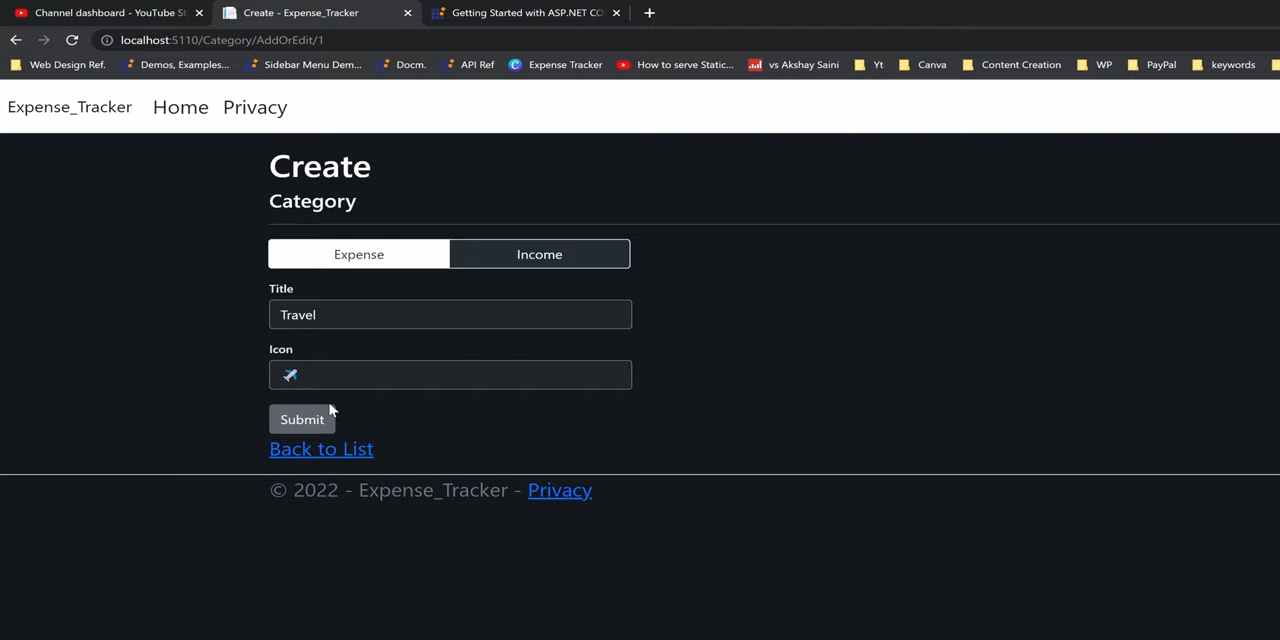 Channel dashboard - YouTube St
Create - Expense_Tracker
Getting Started with ASP.NET CO
localhost:5110/Category/AddOrEdit/1
Web Design Ref.
Demos, Examples...
Sidebar Menu Dem...
Docm.
API Ref
Expense Tracker
How to serve Static...
vs Akshay Saini
Yt
Canva
Content Creation
WP
PayPal
keywords
Expense_Tracker
Home
Privacy
Create
Category
Expense
Income
Title
Travel
Icon
Submit
Back to List
© 2022 - Expense_Tracker - Privacy